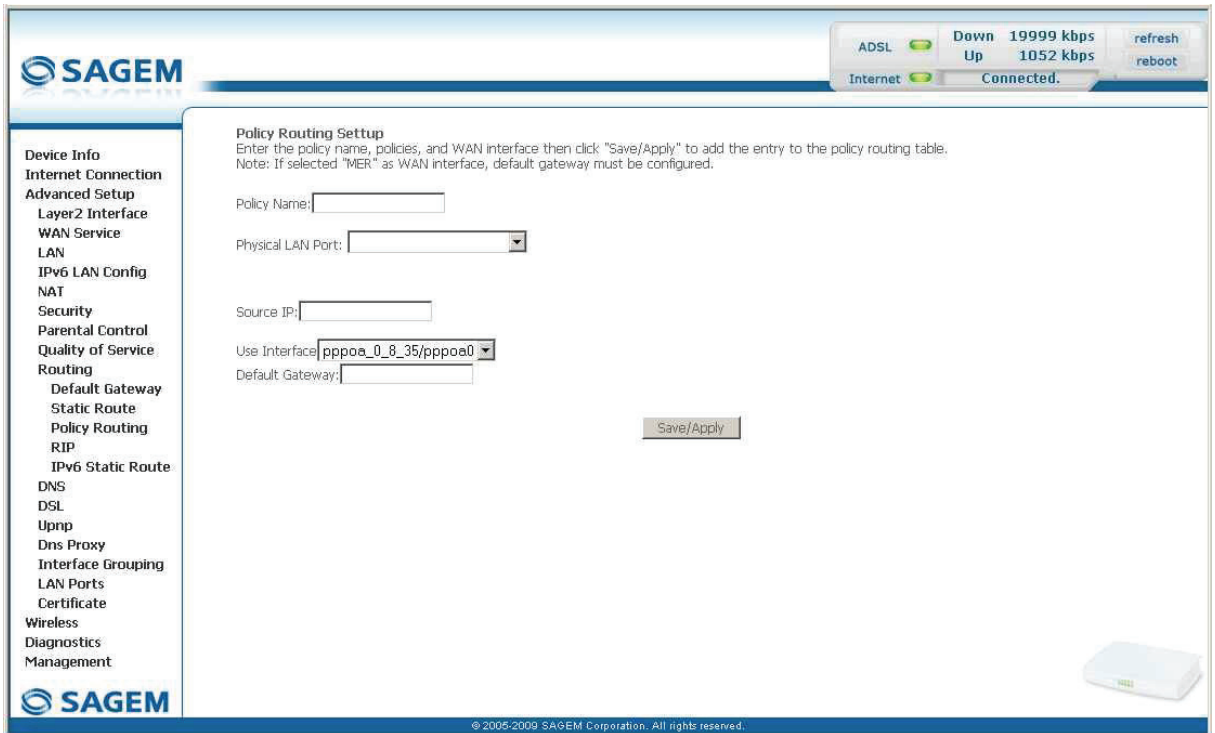 SAGEM
ADSL
Down 19999 kbps
Up 1052 kbps
refresh
reboot
Internet
Connected.
Device Info
Internet Connection
Advanced Setup
Layer2 Interface
WAN Service
LAN
IPv6 LAN Config
NAT
Security
Parental Control
Quality of Service
Routing
Default Gateway
Static Route
Policy Routing
RIP
IPv6 Static Route
DNS
DSL
Upnp
Dns Proxy
Interface Grouping
LAN Ports
Certificate
Wireless
Diagnostics
Management
SAGEM
Policy Routing Settup
Enter the policy name, policies, and WAN interface then click "Save/Apply" to add the entry to the policy routing table.
Note: If selected "MER" as WAN interface, default gateway must be configured.
Policy Name:
Physical LAN Port:
Source IP:
Use Interface pppoa_0_8_35/pppoa0
Default Gateway:
Save/Apply
© 2005-2009 SAGEM Corporation. All rights reserved.